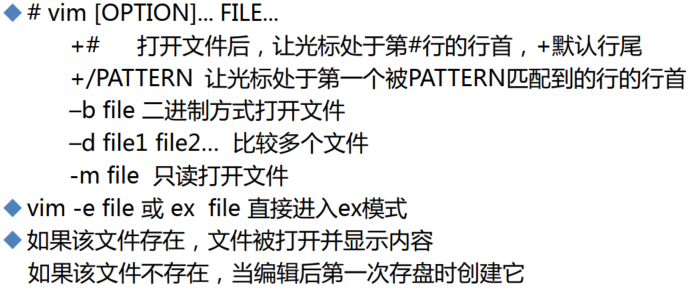 # vim [OPTION]... FILE...
+# 打开文件后，让光标处于第#行的行首，+默认行尾
+/PATTERN 让光标处于第一个被PATTERN匹配到的行的行首
–b file 二进制方式打开文件
–d file1 file2… 比较多个文件
-m file 只读打开文件
vim -e file 或 ex file 直接进入ex模式
如果该文件存在，文件被打开并显示内容
如果该文件不存在，当编辑后第一次存盘时创建它